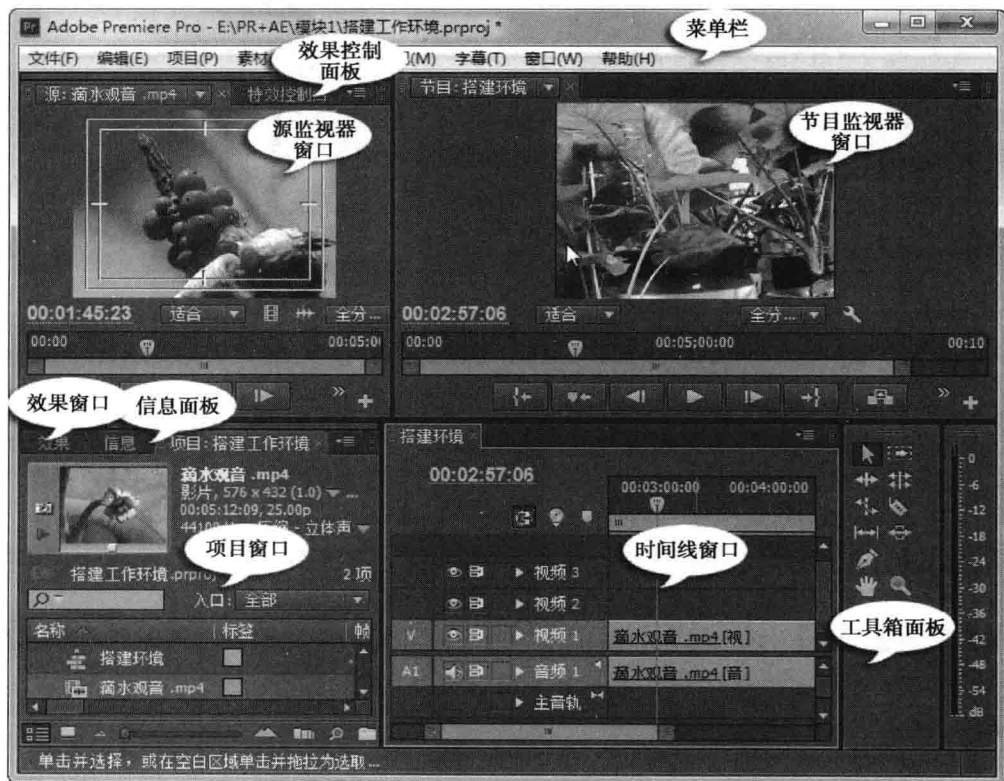 Adobe Premiere Pro - E:\PR+AE\模块1\搭建工作环境.prproj *
菜单栏
文件(F) 编辑(E) 项目(P) 素材 (M) 字幕(T) 窗口(W) 帮助(H)
效果控制
面板
源:滴水观音 .mp4
特效控制台
节目:搭建环境
源监视器
窗口
节目监视器
窗口
00:01:45:23 适合 全分...
00:02:57:06 适合 全分...
00:00 00:05:0
00:00 00:05:00:00 00:10
效果窗口
信息面板
效果 信息 项目:搭建工作环境
滴水观音 .mp4
影片, 576 x 432 (1.0) ...
00:05:12:09, 25.00p
44100 - 立体声
项目窗口
搭建工作环境.prproj 2 项
入口: 全部
名称 标签 帧
搭建环境
滴水观音 .mp4
搭建环境
00:02:57:06
00:03:00:00 00:04:00:00
时间线窗口
视频 3
视频 2
V 视频 1 滴水观音 .mp4 [视]
A1 音频 1 滴水观音 .mp4 [音]
主音轨
工具箱面板
0
-6
-12
-18
-24
-30
-36
-42
-48
-54
dB
单击并选择，或在空白区域单击并拖拉为选取...